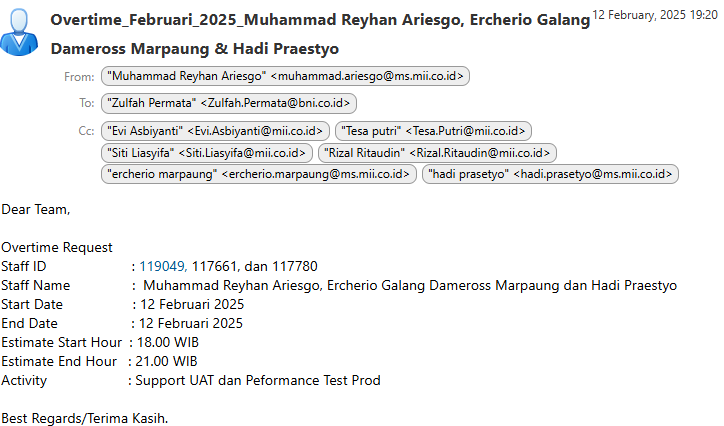 Overtime_Februari_2025_Muhammad Reyhan Ariesgo, Ercherio Galang 12 February, 2025 19:20
Dameross Marpaung & Hadi Praestyo
From: "Muhammad Reyhan Ariesgo" <muhammad.ariesgo@ms.mii.co.id>
To: "Zulfah Permata" <Zulfah.Permata@bni.co.id>
Cc: "Evi Asbiyanti" <Evi.Asbiyanti@mii.co.id> "Tesa putri" <Tesa.Putri@mii.co.id>
"Siti Liasyifa" <Siti.Liasyifa@mii.co.id> "Rizal Ritaudin" <Rizal.Ritaudin@mii.co.id>
"ercherio marpaung" <ercherio.marpaung@ms.mii.co.id> "hadi prasetyo" <hadi.prasetyo@ms.mii.co.id>
Dear Team,
Overtime Request
Staff ID : 119049, 117661, dan 117780
Staff Name : Muhammad Reyhan Ariesgo, Ercherio Galang Dameross Marpaung dan Hadi Praestyo
Start Date : 12 Februari 2025
End Date : 12 Februari 2025
Estimate Start Hour : 18.00 WIB
Estimate End Hour : 21.00 WIB
Activity : Support UAT dan Peformance Test Prod
Best Regards/Terima Kasih.